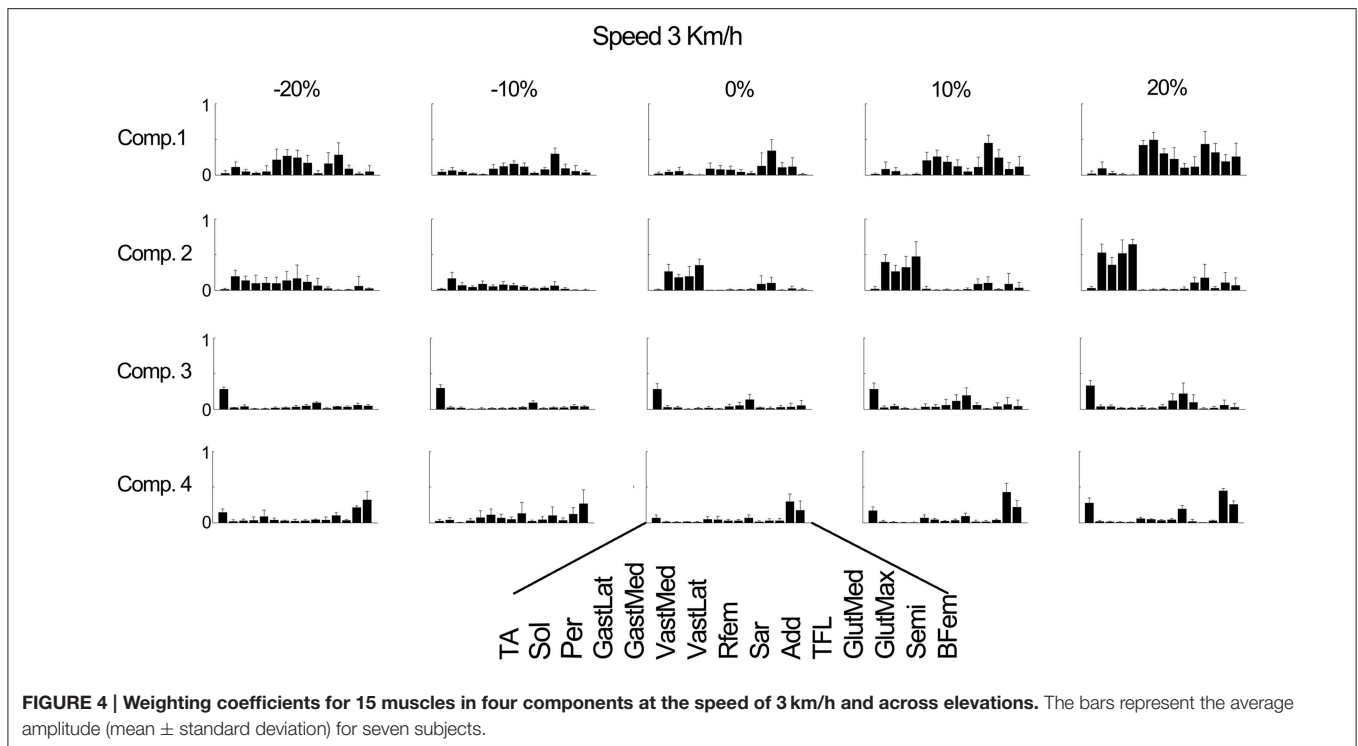 Speed 3 Km/h
-20% -10% 0% 10% 20%
Comp.1 1 0
Comp. 2 1 0
Comp. 3 1 0
Comp. 4 1 0
TA
Sol
Per
GastLat
GastMed
VastMed
VastLat
Rfem
Sar
Add
TFL
GlutMed
GlutMax
Semi
BFem
FIGURE 4 | Weighting coefficients for 15 muscles in four components at the speed of 3 km/h and across elevations. The bars represent the average
amplitude (mean ± standard deviation) for seven subjects.